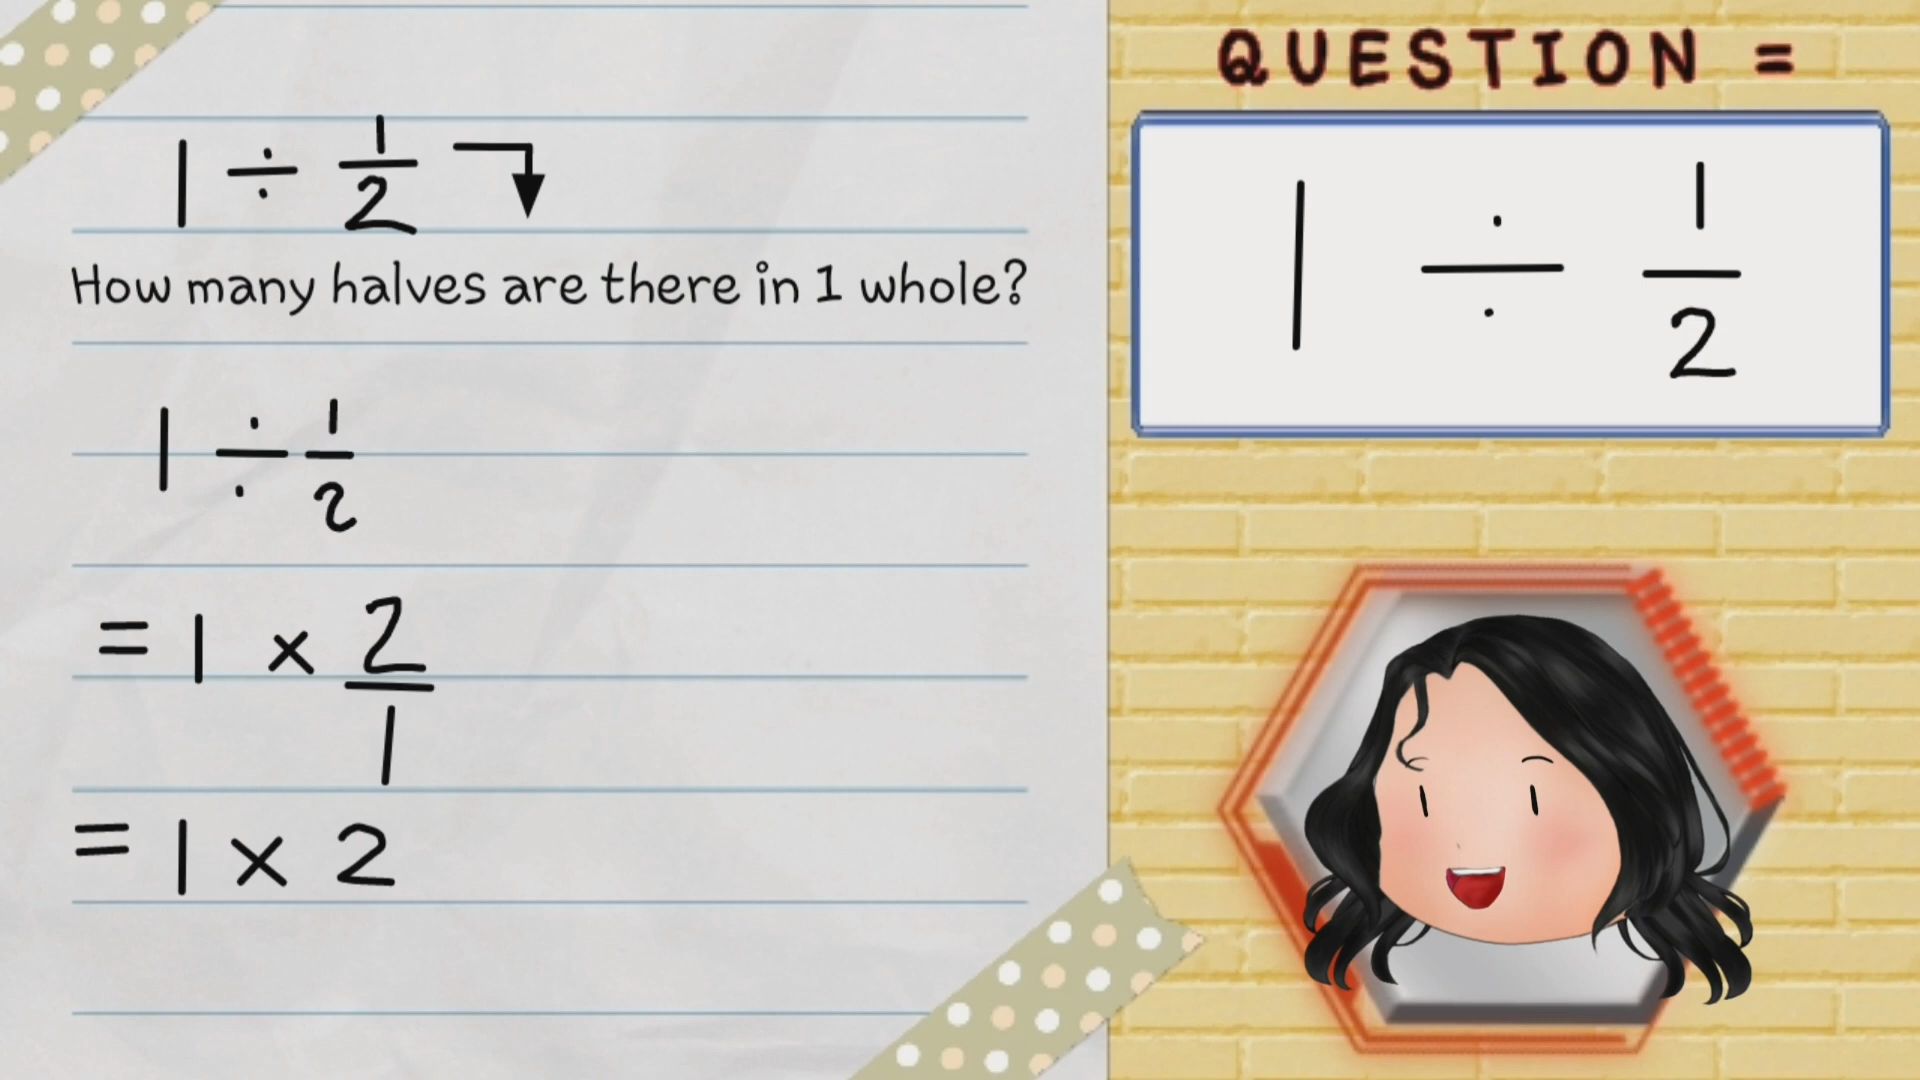 1 ÷ 1/2
How many halves are there in 1 whole?
1 ÷ 1/2
= 1 × 2/1
= 1 × 2
QUESTION =
1 ÷ 1/2